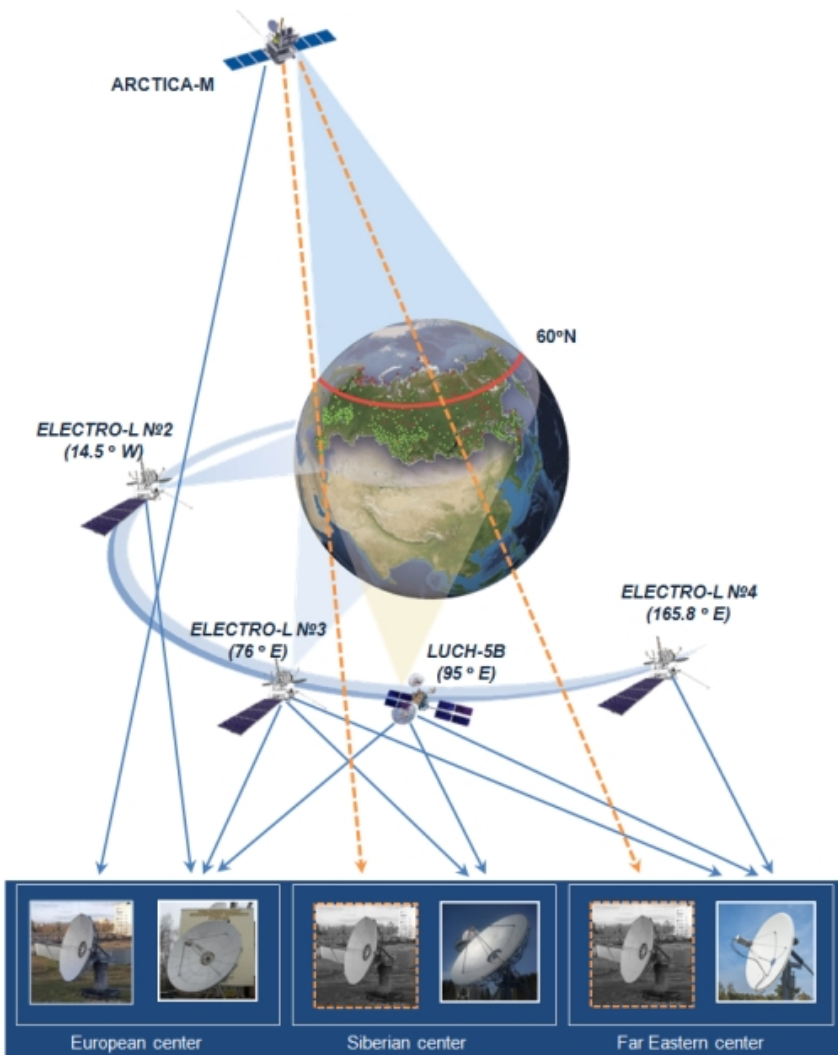 ARCTICA-M
60°N
ELECTRO-L №2
(14.5 ° W)
ELECTRO-L №4
(165.8 ° E)
ELECTRO-L №3
(76 ° E)
LUCH-5B
(95 ° E)
European center
Siberian center
Far Eastern center